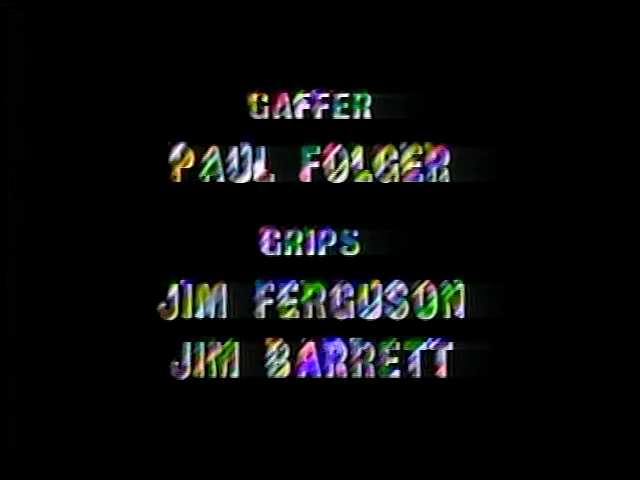 GAFFER
PAUL FOLGER
GRIPS
JIM FERGUSON
JIM BARRETT